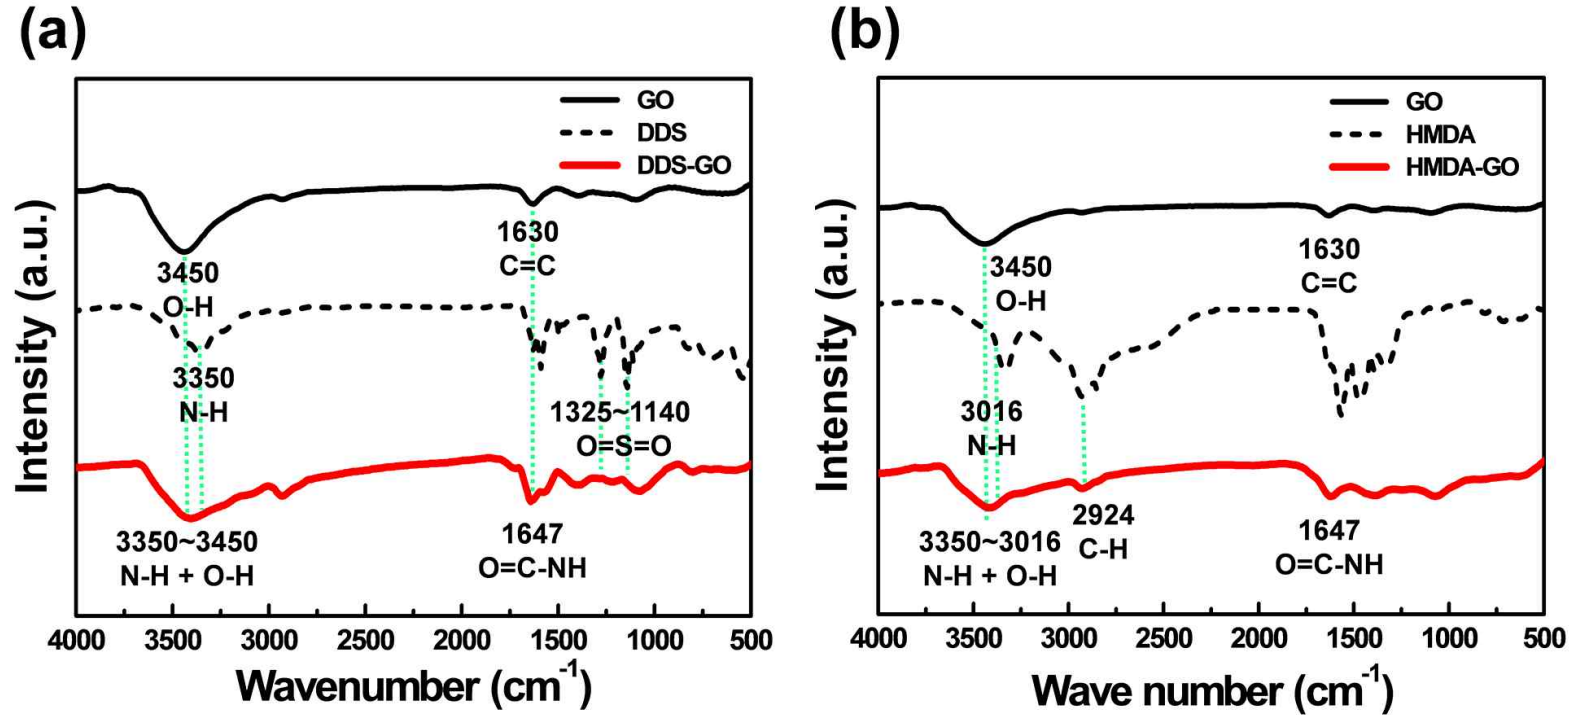 (a)
GO
DDS
DDS-GO
1630
C=C
3450
O-H
3350
N-H
1325~1140
O=S=O
3350~3450
N-H + O-H
1647
O=C-NH
Intensity (a.u.)
4000 3500 3000 2500 2000 1500 1000 500
Wavenumber (cm⁻¹)
(b)
GO
HMDA
HMDA-GO
3450
O-H
1630
C=C
3016
N-H
2924
C-H
3350~3016
N-H + O-H
1647
O=C-NH
Intensity (a.u.)
4000 3500 3000 2500 2000 1500 1000 500
Wave number (cm⁻¹)